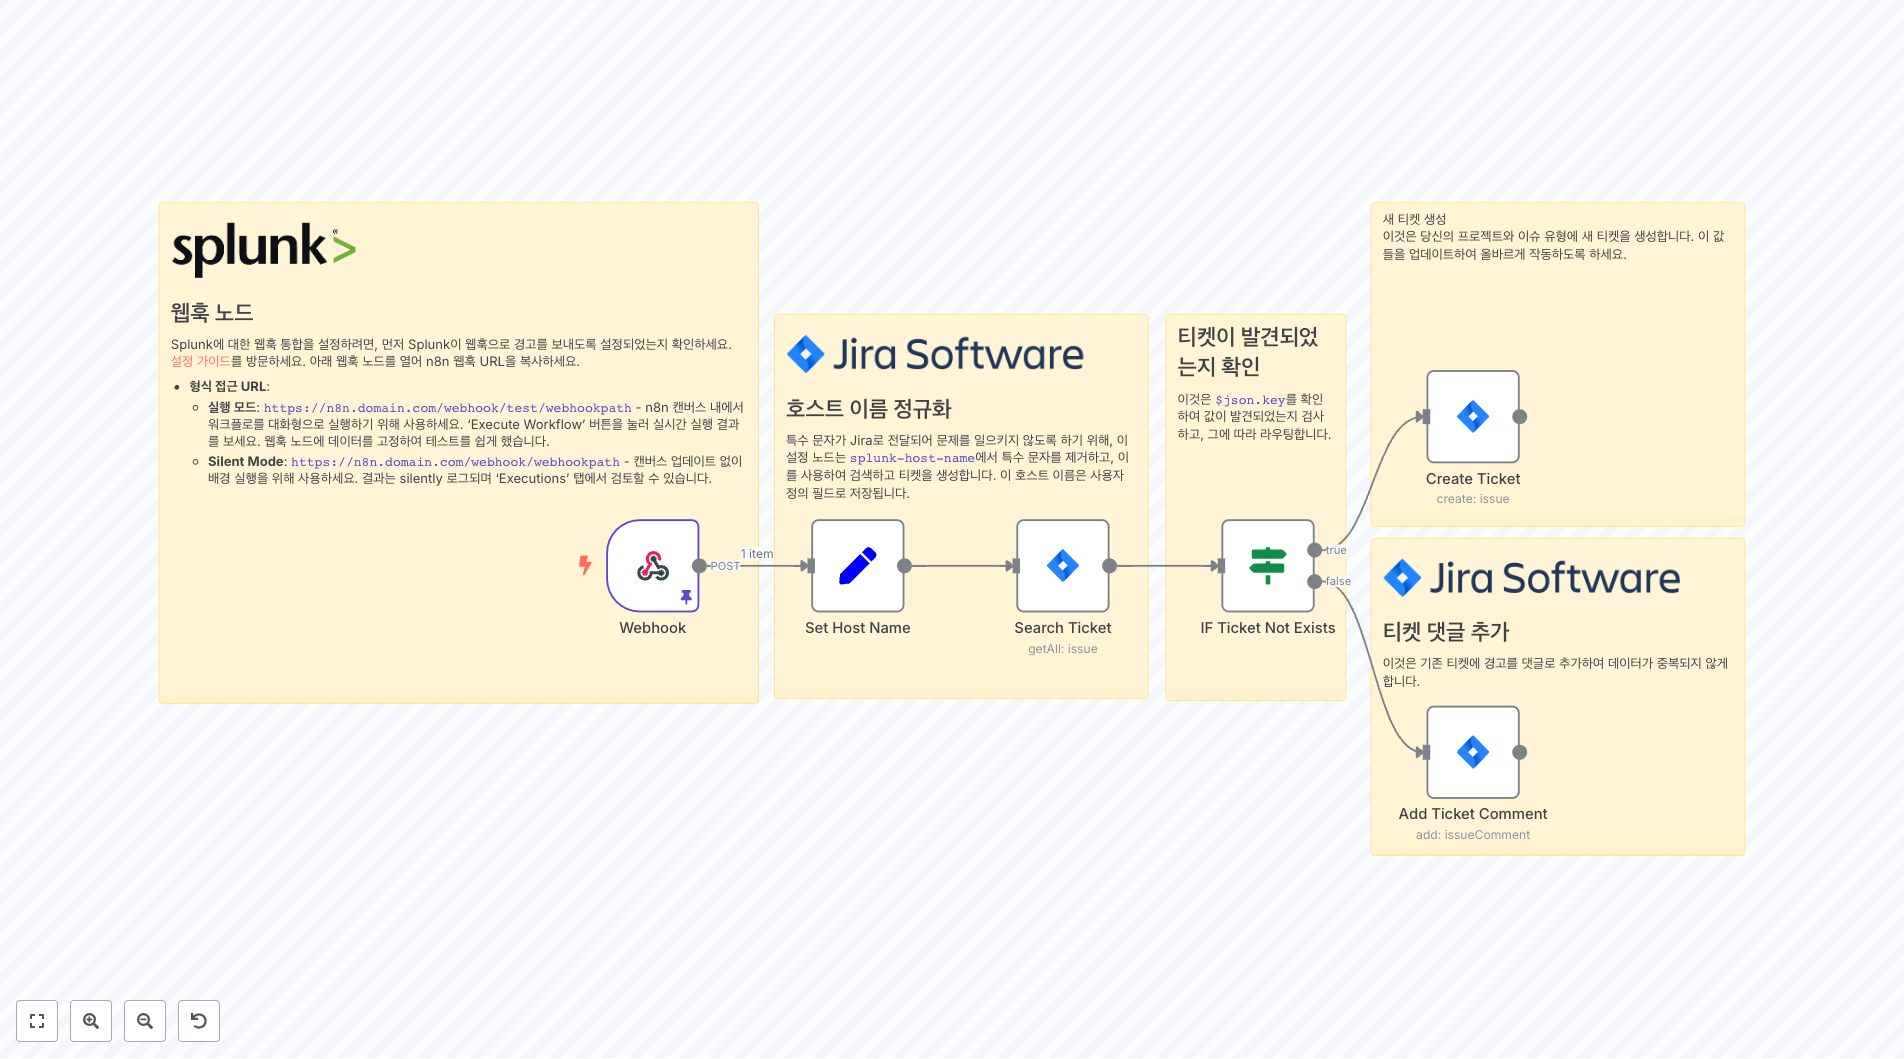 splunk>
웹훅 노드
Splunk에 대한 웹훅 통합을 설정하려면, 먼저 Splunk이 웹훅으로 경고를 보내도록 설정되었는지 확인하세요.
설정 가이드를 방문하세요. 아래 웹훅 노드를 열어 n8n 웹훅 URL을 복사하세요.
• 형식 접근 URL:
◦ 실행 모드: https://n8n.domain.com/webhook/test/webhookpath - n8n 캔버스 내에서
워크플로를 대화형으로 실행하기 위해 사용하세요. ‘Execute Workflow’ 버튼을 눌러 실시간 실행 결과
를 보세요. 웹훅 노드에 데이터를 고정하여 테스트를 쉽게 했습니다.
◦ Silent Mode: https://n8n.domain.com/webhook/webhookpath - 캔버스 업데이트 없이
배경 실행을 위해 사용하세요. 결과는 silently 로그되며 ‘Executions’ 탭에서 검토할 수 있습니다.
POST
1 item
Webhook
Jira Software
호스트 이름 정규화
특수 문자가 Jira로 전달되어 문제를 일으키지 않도록 하기 위해, 이
설정 노드는 splunk-host-name에서 특수 문자를 제거하고, 이
를 사용하여 검색하고 티켓을 생성합니다. 이 호스트 이름은 사용자
정의 필드로 저장됩니다.
Set Host Name
Search Ticket
getAll: issue
티켓이 발견되었
는지 확인
이것은 $json.key를 확인
하여 값이 발견되었는지 검사
하고, 그에 따라 라우팅합니다.
true
false
IF Ticket Not Exists
새 티켓 생성
이것은 당신의 프로젝트와 이슈 유형에 새 티켓을 생성합니다. 이 값
들을 업데이트하여 올바르게 작동하도록 하세요.
Create Ticket
create: issue
Jira Software
티켓 댓글 추가
이것은 기존 티켓에 경고를 댓글로 추가하여 데이터가 중복되지 않게
합니다.
Add Ticket Comment
add: issueComment